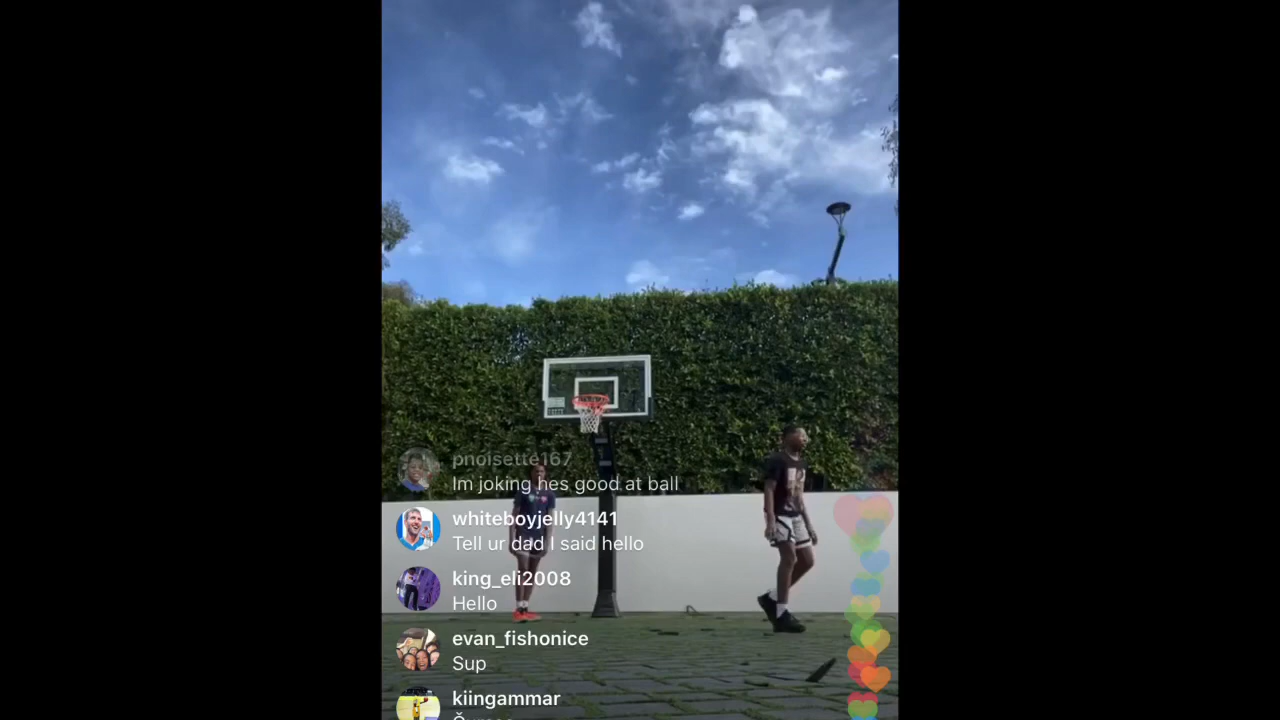 pnoisette167
Im joking hes good at ball
whiteboyjelly4141
Tell ur dad I said hello
king_eli2008
Hello
evan_fishonice
Sup
kiingammar